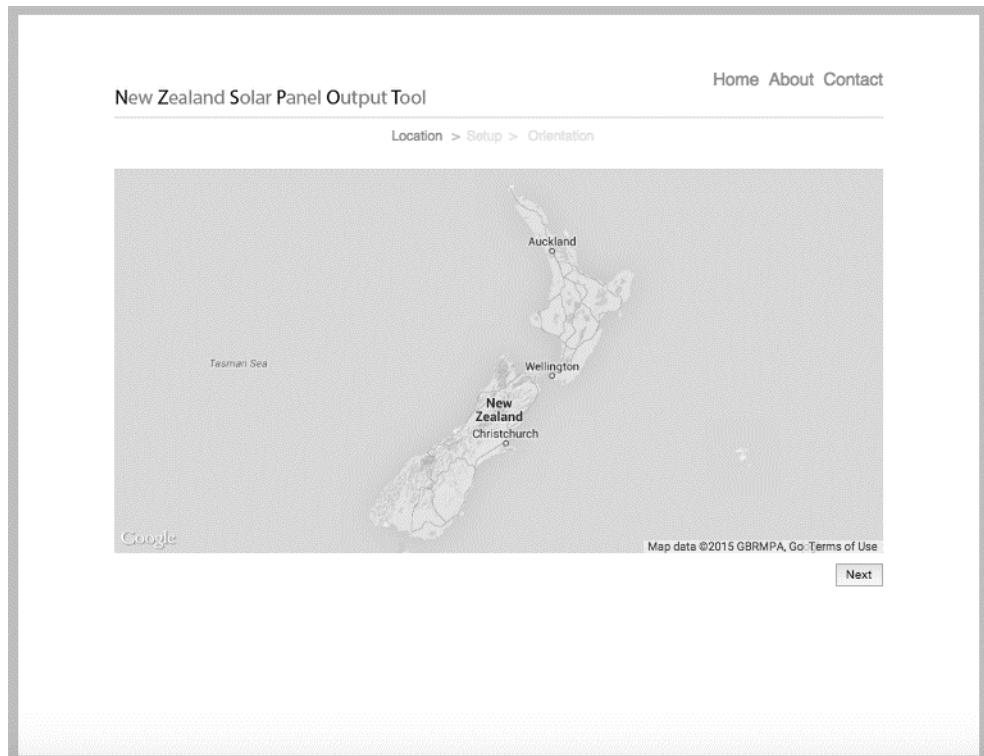 Home About Contact
New Zealand Solar Panel Output Tool
Location > Setup > Orientation
Auckland
Tasman Sea
Wellington
New
Zealand
Christchurch
Google
Map data ©2015 GBRMPA, Go Terms of Use
Next